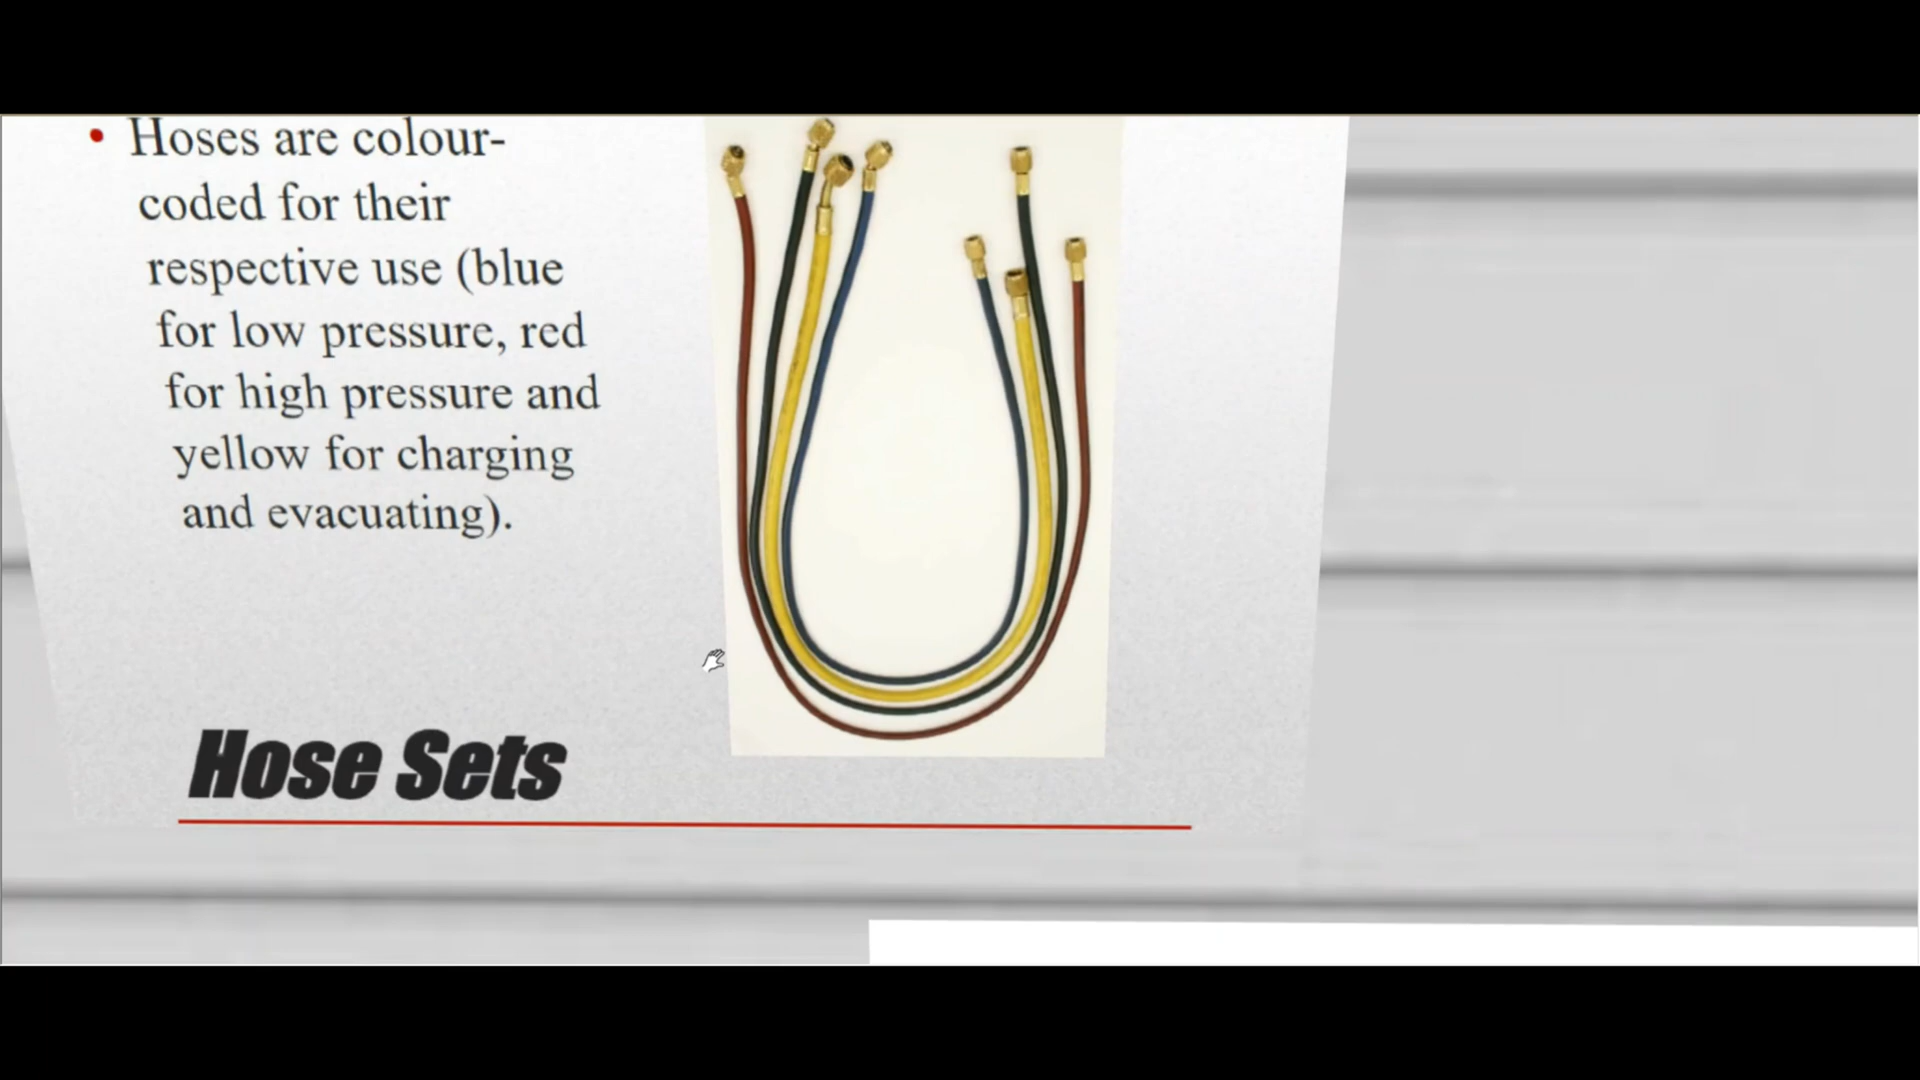 • Hoses are colour-
coded for their
respective use (blue
for low pressure, red
for high pressure and
yellow for charging
and evacuating).
Hose Sets